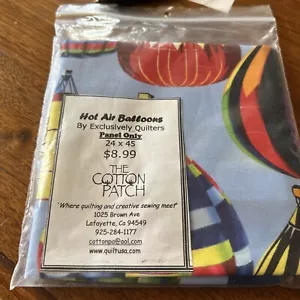 Hot Air Balloons
By Exclusively Quilters
Panel Only
24 x 45
$8.99
THE
COTTON
PATCH
"Where quilting and creative sewing meet"
1025 Brown Ave
Lafayette, Ca 94549
925-284-1177
cottonpa@aol.com
www.quiltusa.com